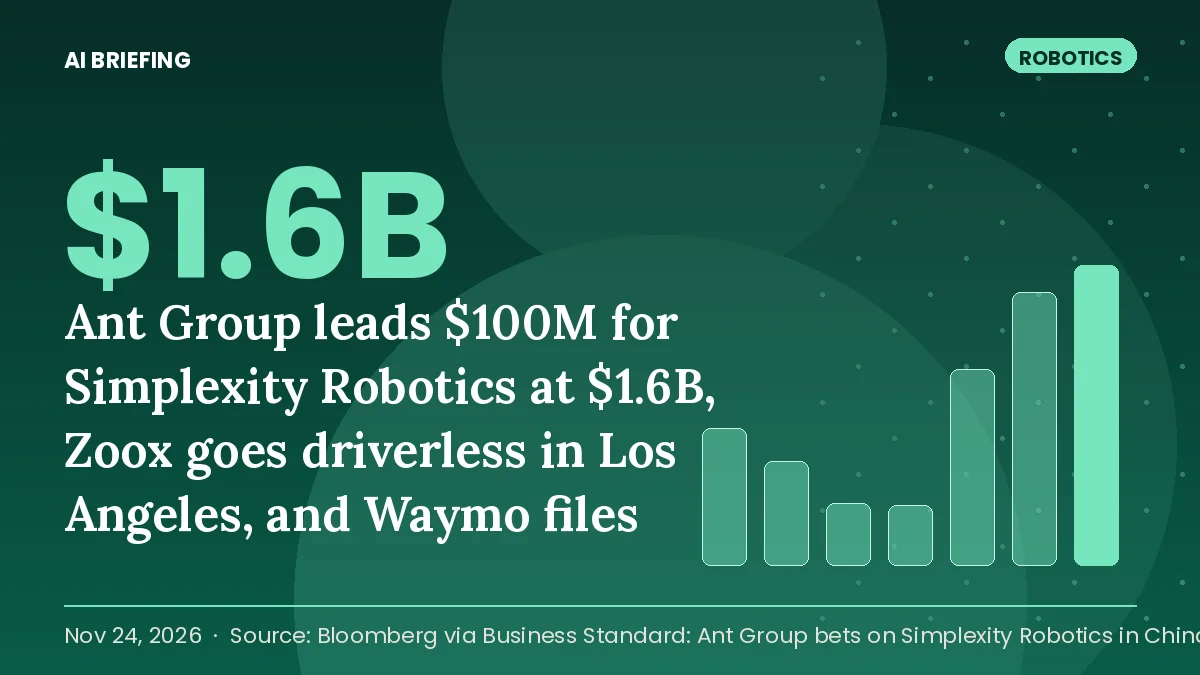 AI BRIEFING
ROBOTICS
$1.6B
Ant Group leads $100M for
Simplexity Robotics at $1.6B,
Zoox goes driverless in Los
Angeles, and Waymo files
Nov 24, 2026 · Source: Bloomberg via Business Standard: Ant Group bets on Simplexity Robotics in